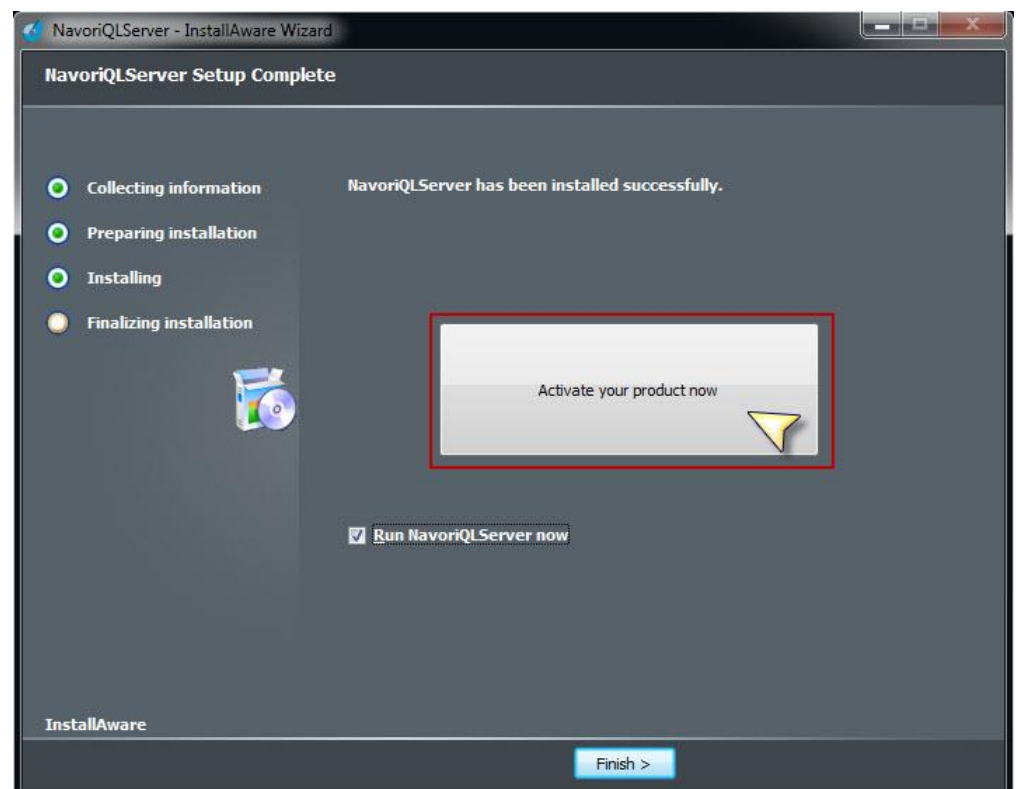 NavoriQLServer - InstallAware Wizard
NavoriQLServer Setup Complete
Collecting information
NavoriQLServer has been installed successfully.
Preparing installation
Installing
Finalizing installation
Activate your product now
Run NavoriQLServer now
InstallAware
Finish >